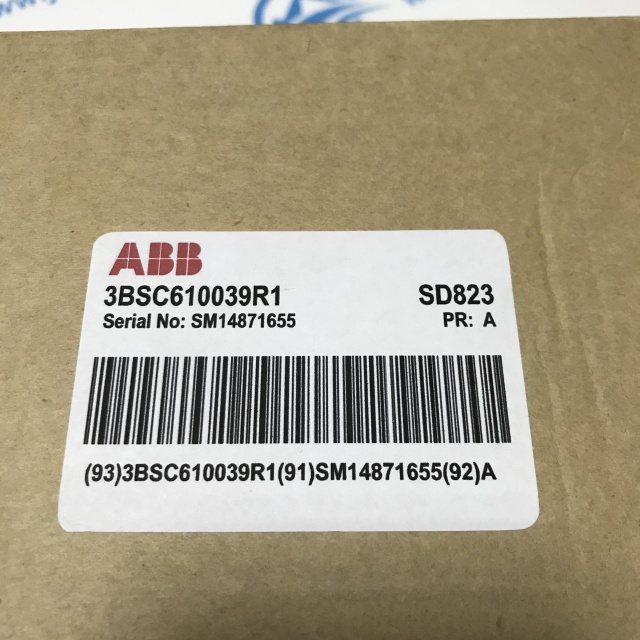 ABB
3BSC610039R1 SD823
Serial No: SM14871655 PR: A
(93)3BSC610039R1(91)SM14871655(92)A